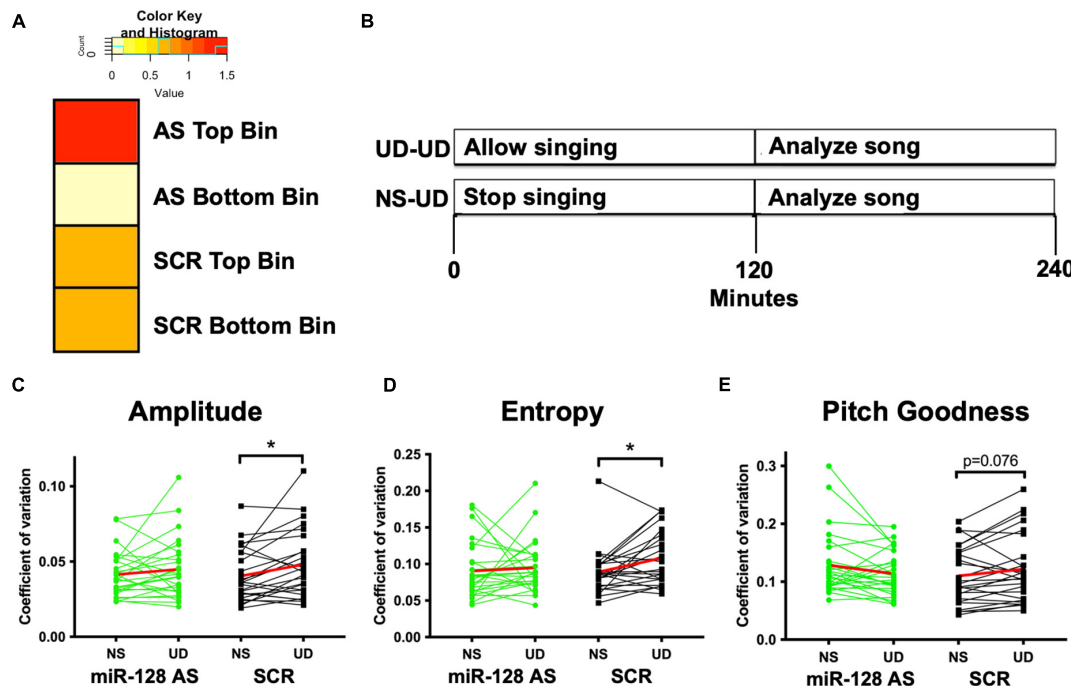 A
Color Key
and Histogram
Count
0
0 0.5 1 1.5
Value
AS Top Bin
AS Bottom Bin
SCR Top Bin
SCR Bottom Bin
B
UD-UD Allow singing Analyze song
NS-UD Stop singing Analyze song
0 120 240
Minutes
C
Amplitude
Coefficient of variation
0.10
0.05
0.00
*
NS UD NS UD
miR-128 AS SCR
D
Entropy
Coefficient of variation
0.25
0.20
0.15
0.10
0.05
0.00
*
NS UD NS UD
miR-128 AS SCR
E
Pitch Goodness
Coefficient of variation
0.3
0.2
0.1
0.0
p=0.076
NS UD NS UD
miR-128 AS SCR